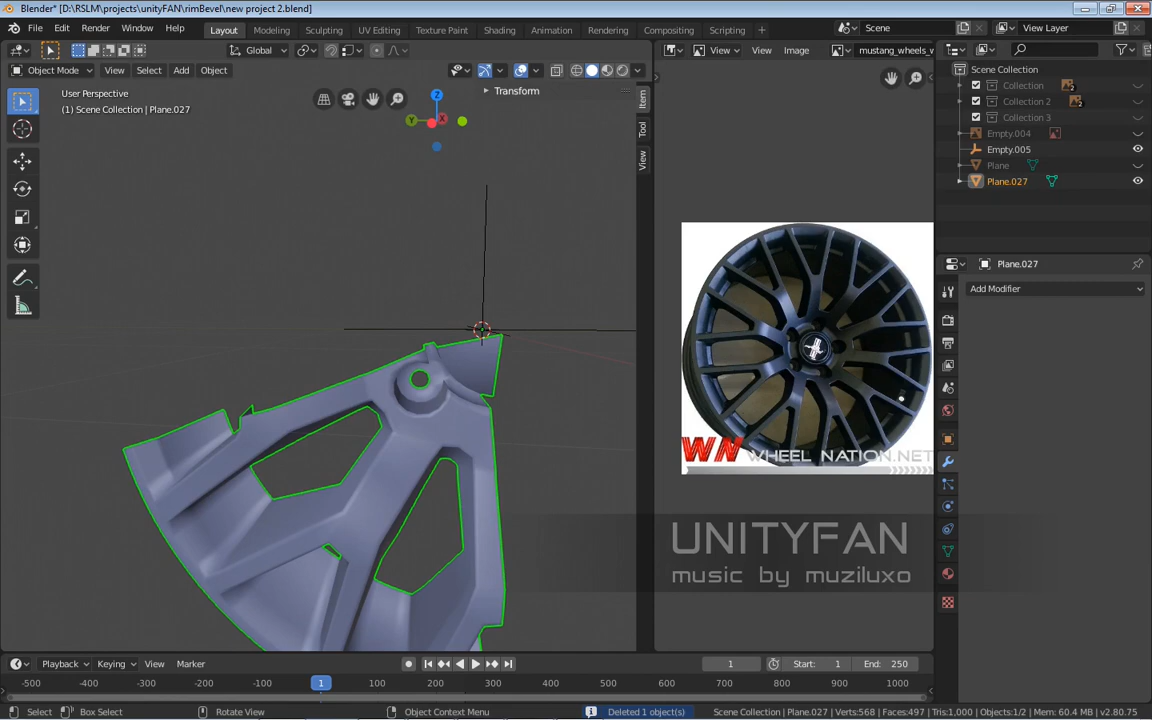 Blender* [D:\RSLM\projects\unityFAN\rimBevel\new project 2.blend]
File Edit Render Window Help Layout Modeling Sculpting UV Editing Texture Paint Shading Animation Rendering Compositing Scripting + Scene View Layer
Global View View Image mustang_wheels_w
Object Mode View Select Add Object
User Perspective
(1) Scene Collection | Plane.027
Transform
Item
Tool
View
Z
Y
X
Scene Collection
Collection 2
Collection 2 2
Collection 3
Empty.004
Empty.005
Plane
Plane.027
Plane.027
Add Modifier
WN WHEEL NATION.NET
UNITYFAN
music by muziluxo
Playback Keying View Marker 1 Start: 1 End: 250
-500 -400 -300 -200 -100 1 100 200 300 400 500 600 700 800 900 1000
Select Box Select Rotate View Object Context Menu Deleted 1 object(s) Scene Collection | Plane.027 | Verts:568 | Faces:497 | Tris:1,000 | Objects:1/2 | Mem: 60.4 MB | v2.80.75